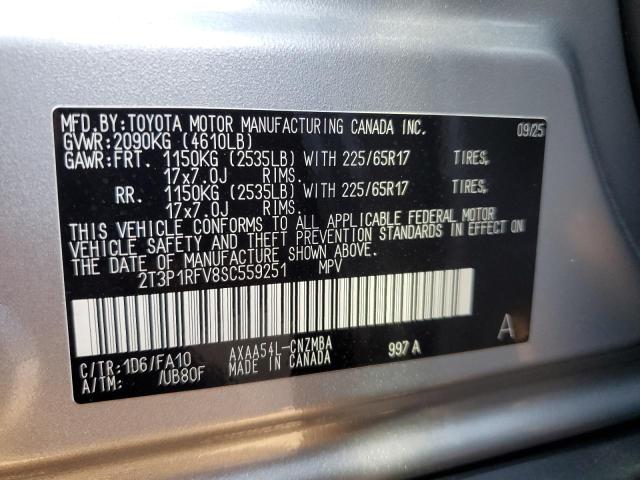 MFD.BY:TOYOTA MOTOR MANUFACTURING CANADA INC. 09/25
GVWR:2090KG (4610LB)
GAWR:FRT. 1150KG (2535LB) WITH 225/65R17 TIRES,
17x7.0J RIMS.
RR. 1150KG (2535LB) WITH 225/65R17 TIRES,
17x7.0J RIMS.
THIS VEHICLE CONFORMS TO ALL APPLICABLE FEDERAL MOTOR
VEHICLE SAFETY AND THEFT PREVENTION STANDARDS IN EFFECT ON
THE DATE OF MANUFACTURE SHOWN ABOVE.
2T3P1RFV8SC559251 MPV
A
C/TR:1D6/FA10 AXAA54L-CNZMBA 997A
A/TM: /UB80F MADE IN CANADA